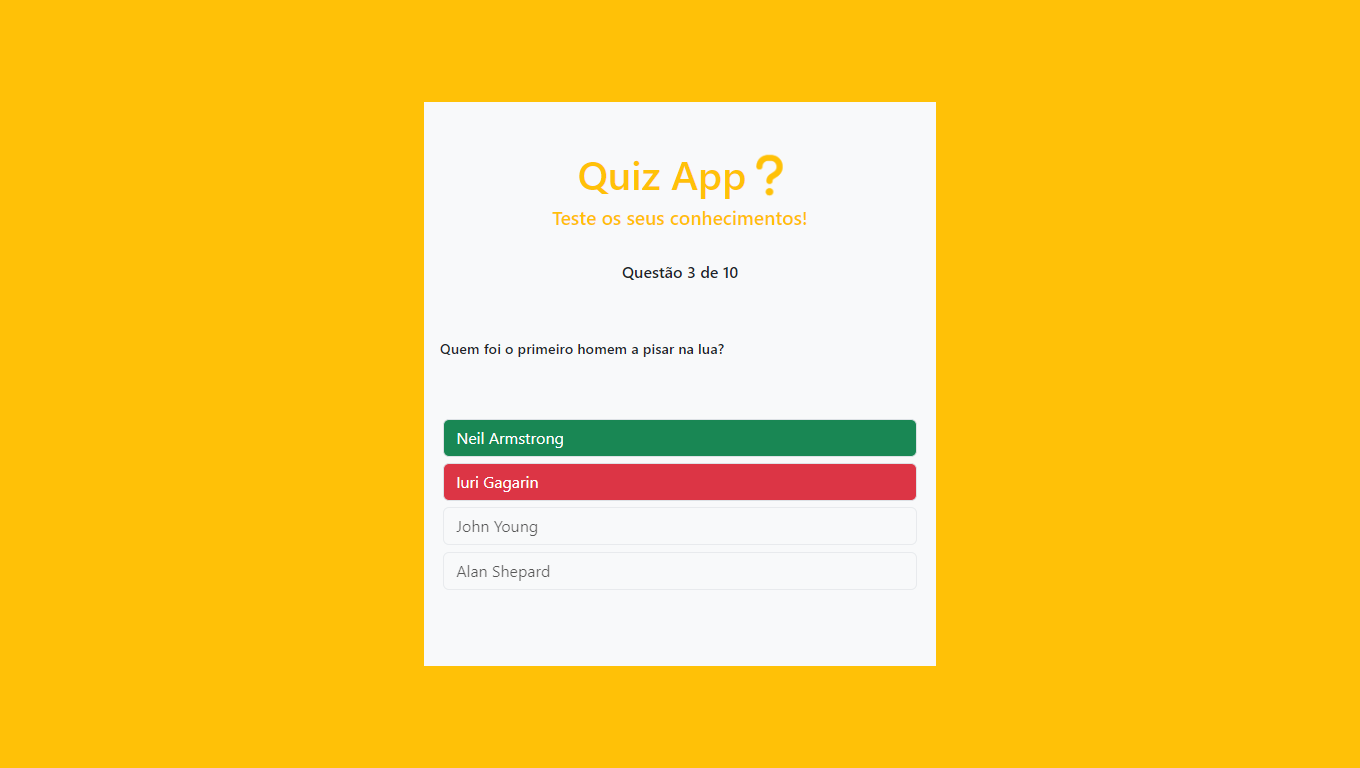 Quiz App?
Teste os seus conhecimentos!
Questão 3 de 10
Quem foi o primeiro homem a pisar na lua?
Neil Armstrong
Iuri Gagarin
John Young
Alan Shepard